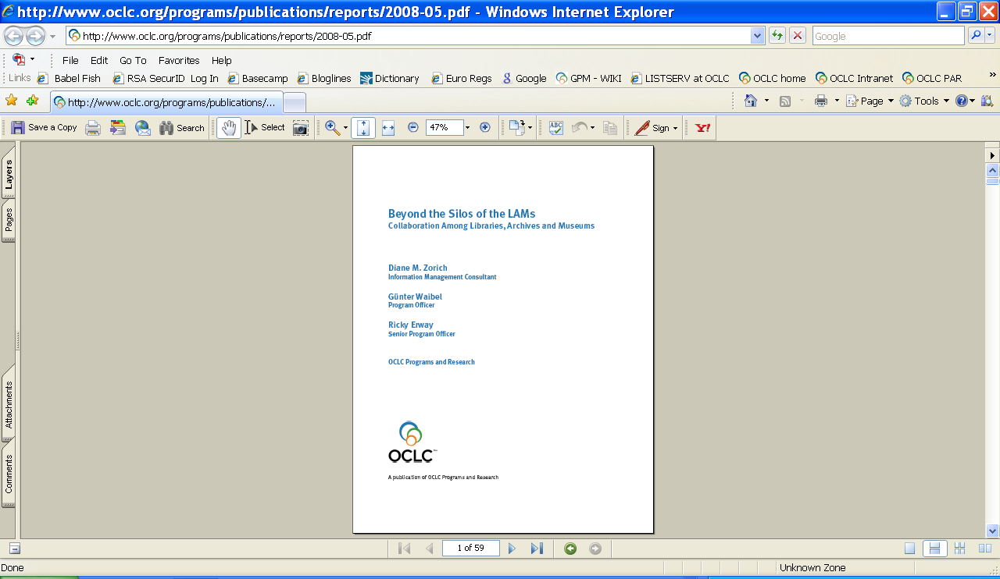 http://www.oclc.org/programs/publications/reports/2008-05.pdf - Windows Internet Explorer
http://www.oclc.org/programs/publications/reports/2008-05.pdf
Google
File Edit Go To Favorites Help
Links Babel Fish RSA SecurID Log In Basecamp Bloglines Dictionary Euro Regs Google GPM - WIKI LISTSERV at OCLC OCLC home OCLC Intranet OCLC PAR »
http://www.oclc.org/programs/publications/...
Page Tools
Save a Copy Search Select 47% ABC Sign Y!
Layers
Pages
Attachments
Comments
Beyond the Silos of the LAMs
Collaboration Among Libraries, Archives and Museums
Diane M. Zorich
Information Management Consultant
Günter Waibel
Program Officer
Ricky Erway
Senior Program Officer
OCLC Programs and Research
OCLC™
A publication of OCLC Programs and Research
1 of 59
Done
Unknown Zone